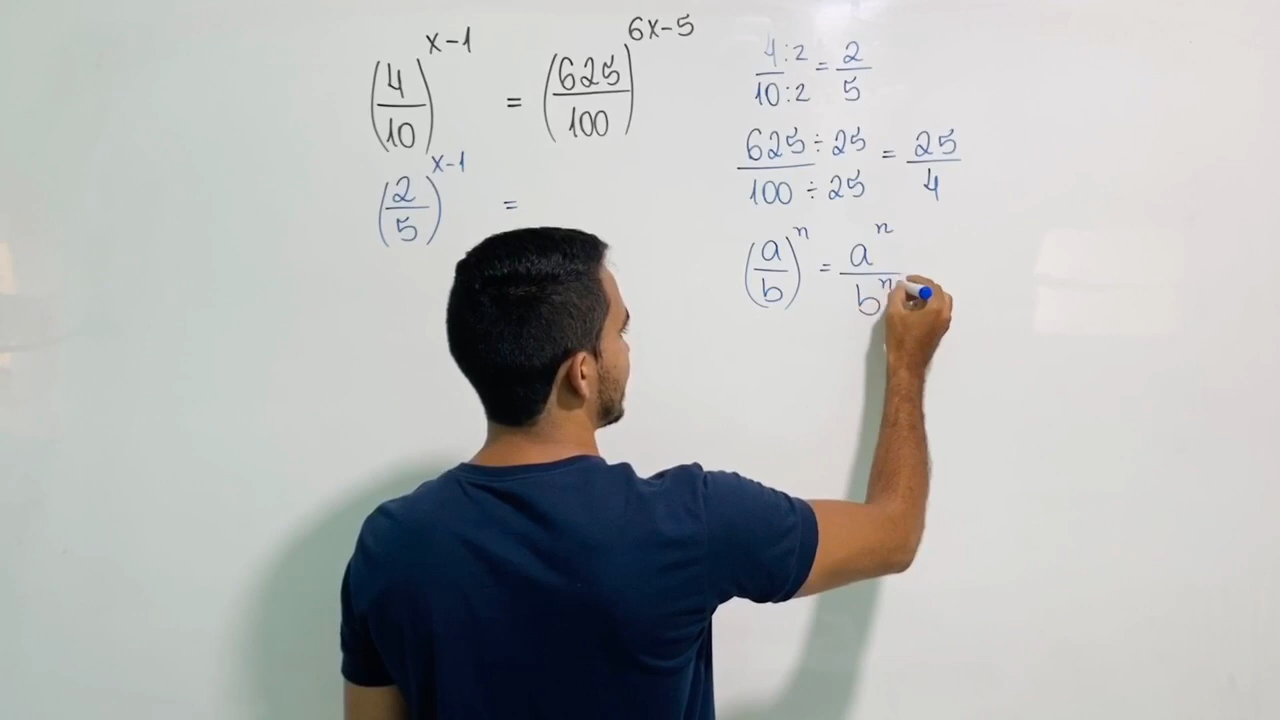 (4/10)^(x-1) = (625/100)^(6x-5)
(2/5)^(x-1) =
4:2/10:2 = 2/5
625÷25/100÷25 = 25/4
(a/b)^n = a^n/b^n